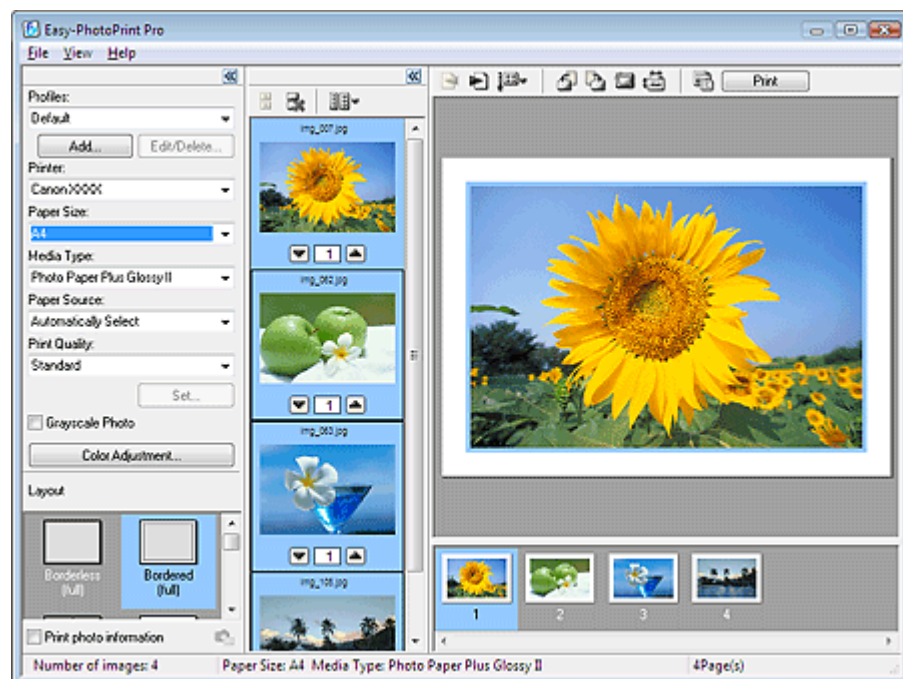 Easy-PhotoPrint Pro
File View Help
Profiles:
Default
Add... Edit/Delete...
Printer:
Canon XXXX
Paper Size:
A4
Media Type:
Photo Paper Plus Glossy II
Paper Source:
Automatically Select
Print Quality:
Standard
Set...
Grayscale Photo
Color Adjustment...
Layout
Borderless (full)
Bordered (full)
Print photo information
img_007.jpg
1
img_062.jpg
1
img_063.jpg
1
img_108.jpg
Print
1 2 3 4
Number of images: 4 Paper Size: A4 Media Type: Photo Paper Plus Glossy II 4Page(s)